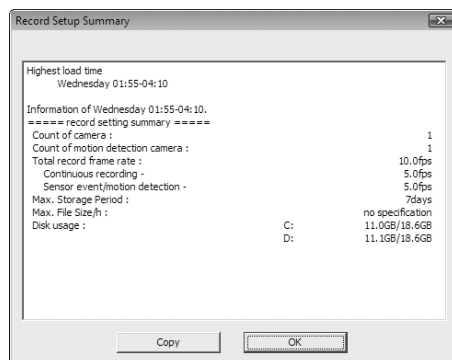 Record Setup Summary
Highest load time
Wednesday 01:55-04:10
Information of Wednesday 01:55-04:10.
===== record setting summary =====
Count of camera : 1
Count of motion detection camera : 1
Total record frame rate : 10.0fps
Continuous recording - 5.0fps
Sensor event/motion detection - 5.0fps
Max. Storage Period : 7days
Max. File Size/h : no specification
Disk usage : C: 11.0GB/18.6GB
D: 11.1GB/18.6GB
Copy OK